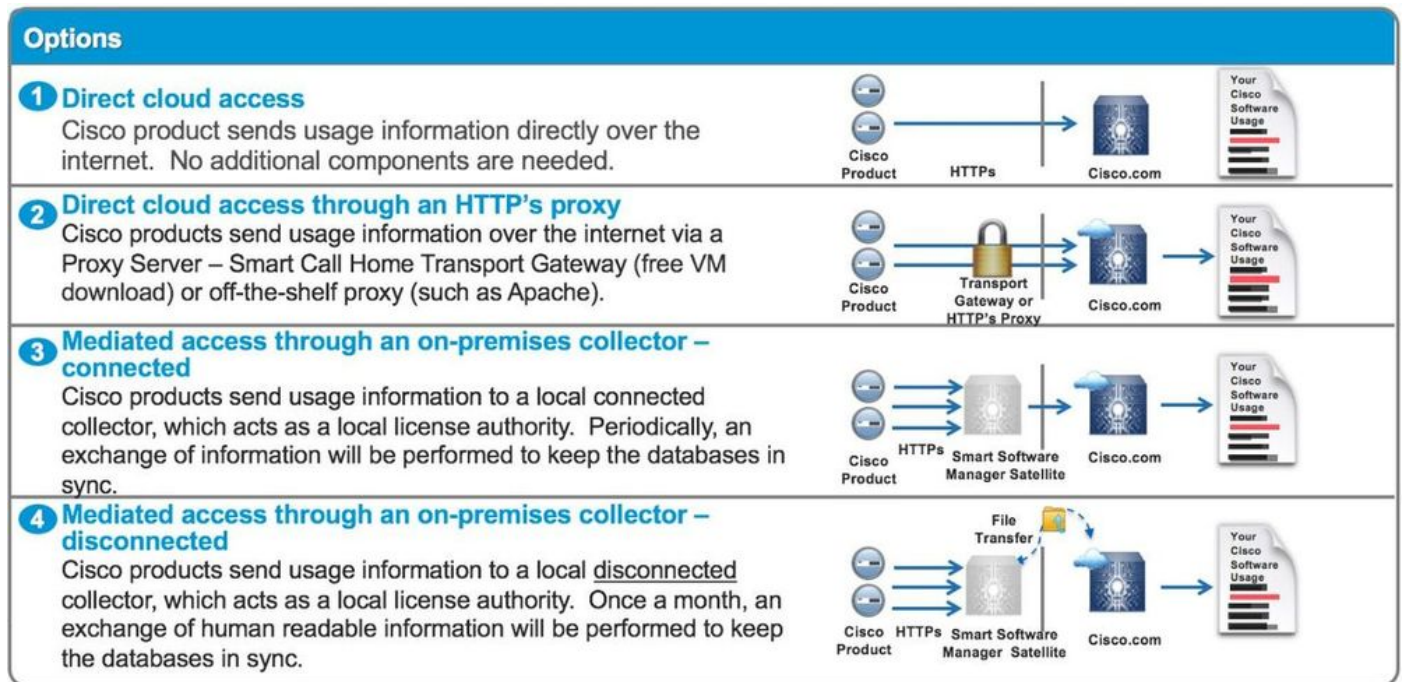 Options
1 Direct cloud access
Cisco product sends usage information directly over the
internet. No additional components are needed.
Cisco
Product
HTTPs
Cisco.com
Your
Cisco
Software
Usage
2 Direct cloud access through an HTTP's proxy
Cisco products send usage information over the internet via a
Proxy Server – Smart Call Home Transport Gateway (free VM
download) or off-the-shelf proxy (such as Apache).
Cisco
Product
Transport
Gateway or
HTTP's Proxy
Cisco.com
Your
Cisco
Software
Usage
3 Mediated access through an on-premises collector –
connected
Cisco products send usage information to a local connected
collector, which acts as a local license authority. Periodically, an
exchange of information will be performed to keep the databases in
sync.
Cisco
Product
HTTPs
Smart Software
Manager Satellite
Cisco.com
Your
Cisco
Software
Usage
4 Mediated access through an on-premises collector –
disconnected
Cisco products send usage information to a local disconnected
collector, which acts as a local license authority. Once a month, an
exchange of human readable information will be performed to keep
the databases in sync.
File
Transfer
Cisco
Product
HTTPs
Smart Software
Manager Satellite
Cisco.com
Your
Cisco
Software
Usage